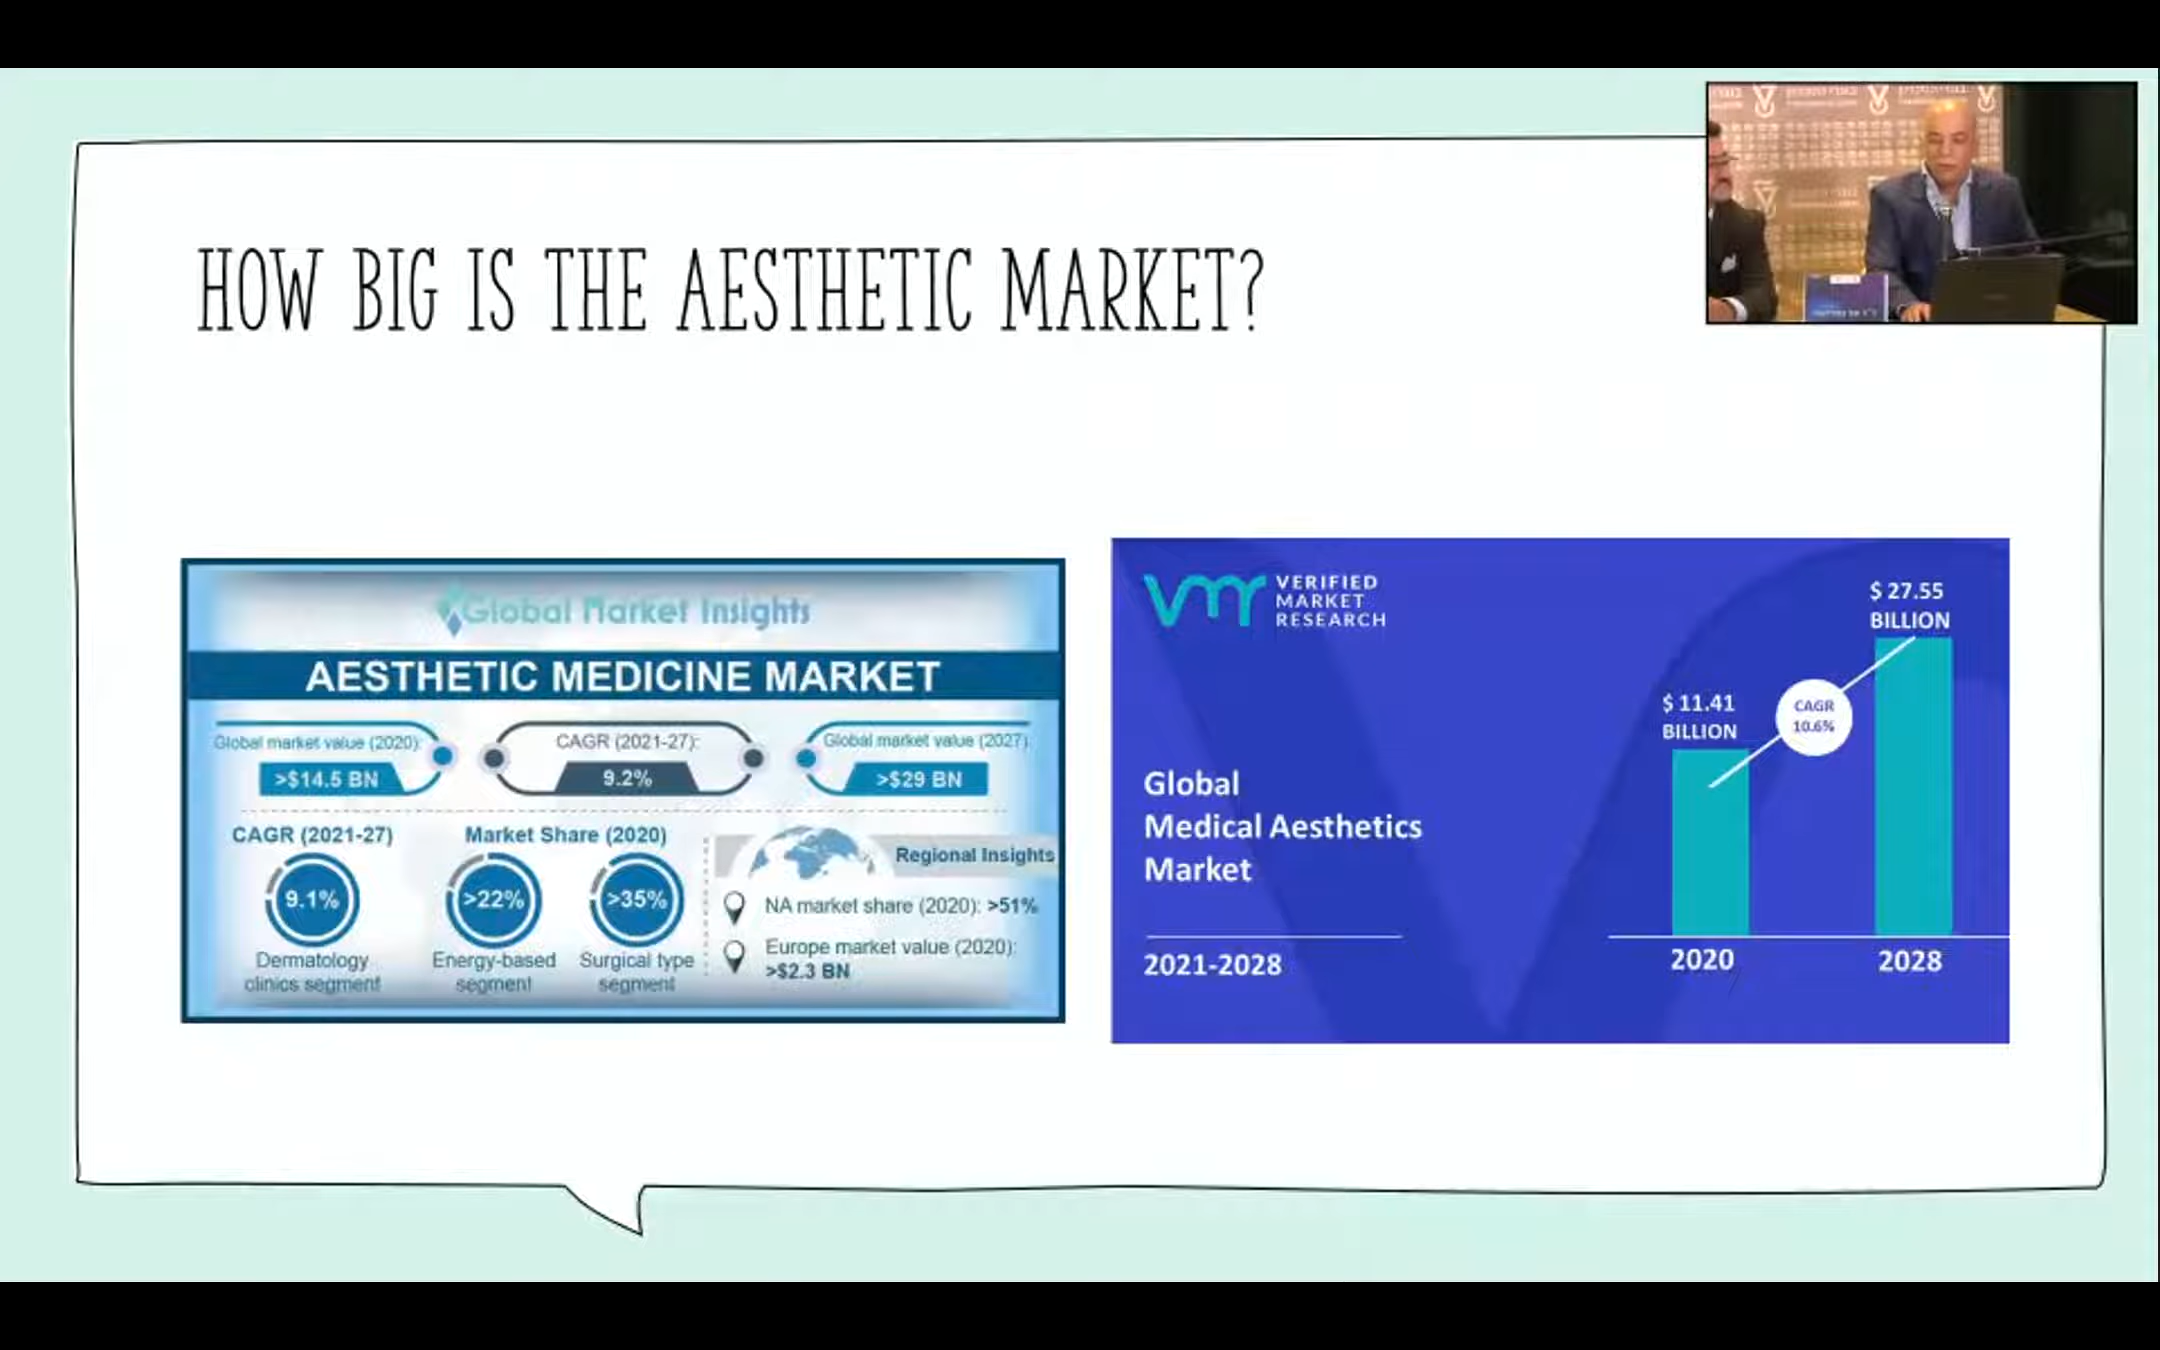 HOW BIG IS THE AESTHETIC MARKET?
Global Market Insights
AESTHETIC MEDICINE MARKET
Global market value (2020):
>$14.5 BN
CAGR (2021-27):
9.2%
Global market value (2027):
>$29 BN
CAGR (2021-27)
9.1%
Dermatology
clinics segment
Market Share (2020)
>22%
Energy-based
segment
>35%
Surgical type
segment
Regional Insights
NA market share (2020): >51%
Europe market value (2020):
>$2.3 BN
vmr
VERIFIED
MARKET
RESEARCH
Global
Medical Aesthetics
Market
2021-2028
$ 11.41
BILLION
CAGR
10.6%
$ 27.55
BILLION
2020
2028